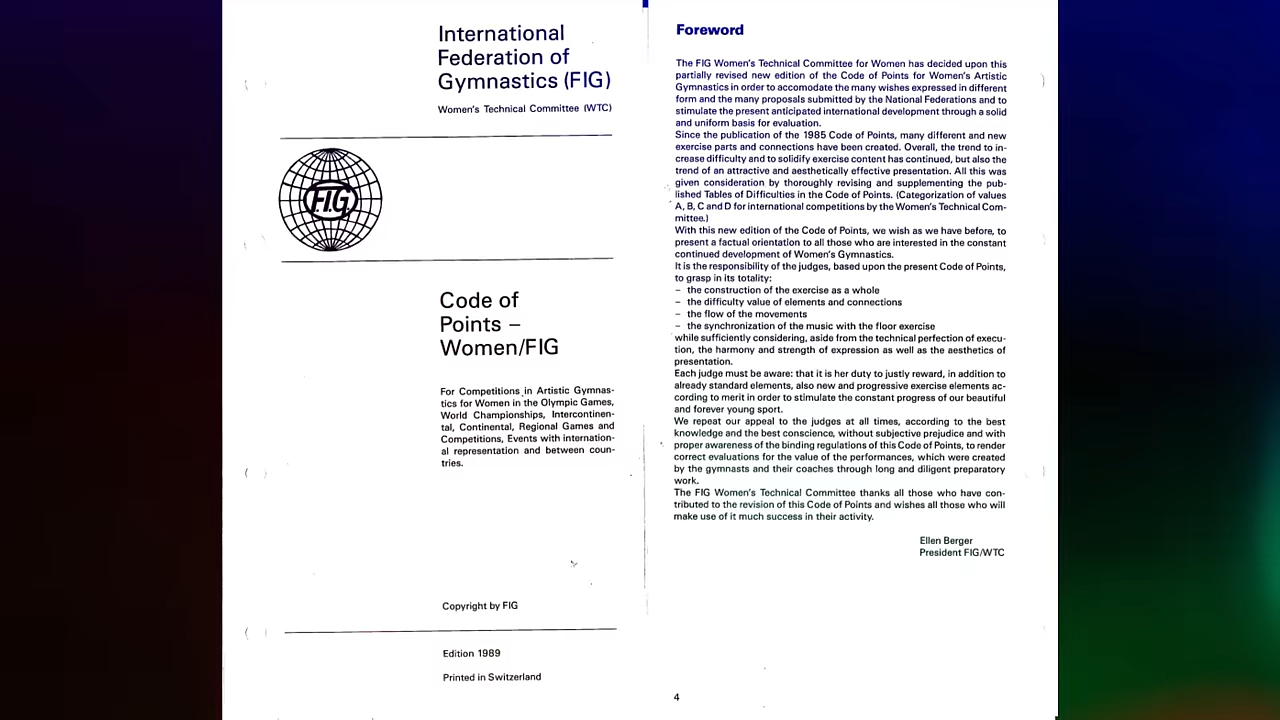 International
Federation of
Gymnastics (FIG)
Women's Technical Committee (WTC)
F.I.G
Code of
Points –
Women/FIG
For Competitions in Artistic Gymnas-
tics for Women in the Olympic Games,
World Championships, Intercontinen-
tal, Continental, Regional Games and
Competitions, Events with internation-
al representation and between coun-
tries.
Copyright by FIG
Edition 1989
Printed in Switzerland
Foreword
The FIG Women's Technical Committee for Women has decided upon this
partially revised new edition of the Code of Points for Women's Artistic
Gymnastics in order to accomodate the many wishes expressed in different
form and the many proposals submitted by the National Federations and to
stimulate the present anticipated international development through a solid
and uniform basis for evaluation.
Since the publication of the 1985 Code of Points, many different and new
exercise parts and connections have been created. Overall, the trend to in-
crease difficulty and to solidify exercise content has continued, but also the
trend of an attractive and aesthetically effective presentation. All this was
given consideration by thoroughly revising and supplementing the pub-
lished Tables of Difficulties in the Code of Points. (Categorization of values
A, B, C and D for international competitions by the Women's Technical Com-
mittee.)
With this new edition of the Code of Points, we wish as we have before, to
present a factual orientation to all those who are interested in the constant
continued development of Women's Gymnastics.
It is the responsibility of the judges, based upon the present Code of Points,
to grasp in its totality:
– the construction of the exercise as a whole
– the difficulty value of elements and connections
– the flow of the movements
– the synchronization of the music with the floor exercise
while sufficiently considering, aside from the technical perfection of execu-
tion, the harmony and strength of expression as well as the aesthetics of
presentation.
Each judge must be aware: that it is her duty to justly reward, in addition to
already standard elements, also new and progressive exercise elements ac-
cording to merit in order to stimulate the constant progress of our beautiful
and forever young sport.
We repeat our appeal to the judges at all times, according to the best
knowledge and the best conscience, without subjective prejudice and with
proper awareness of the binding regulations of this Code of Points, to render
correct evaluations for the value of the performances, which were created
by the gymnasts and their coaches through long and diligent preparatory
work.
The FIG Women's Technical Committee thanks all those who have con-
tributed to the revision of this Code of Points and wishes all those who will
make use of it much success in their activity.
Ellen Berger
President FIG/WTC
4